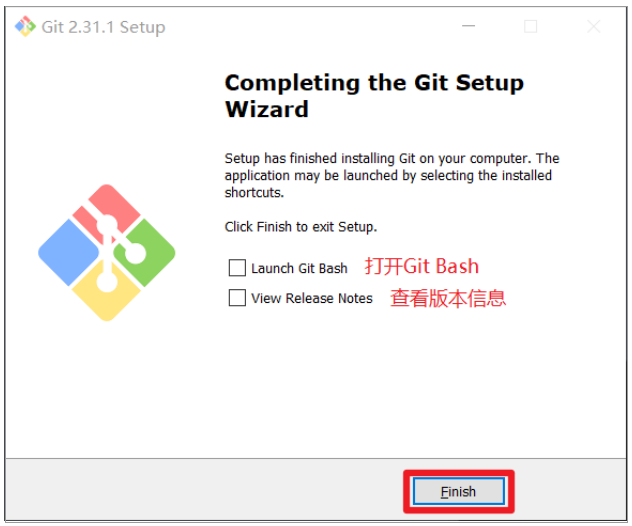 Git 2.31.1 Setup
Completing the Git Setup
Wizard
Setup has finished installing Git on your computer. The
application may be launched by selecting the installed
shortcuts.
Click Finish to exit Setup.
Launch Git Bash 打开Git Bash
View Release Notes 查看版本信息
Finish